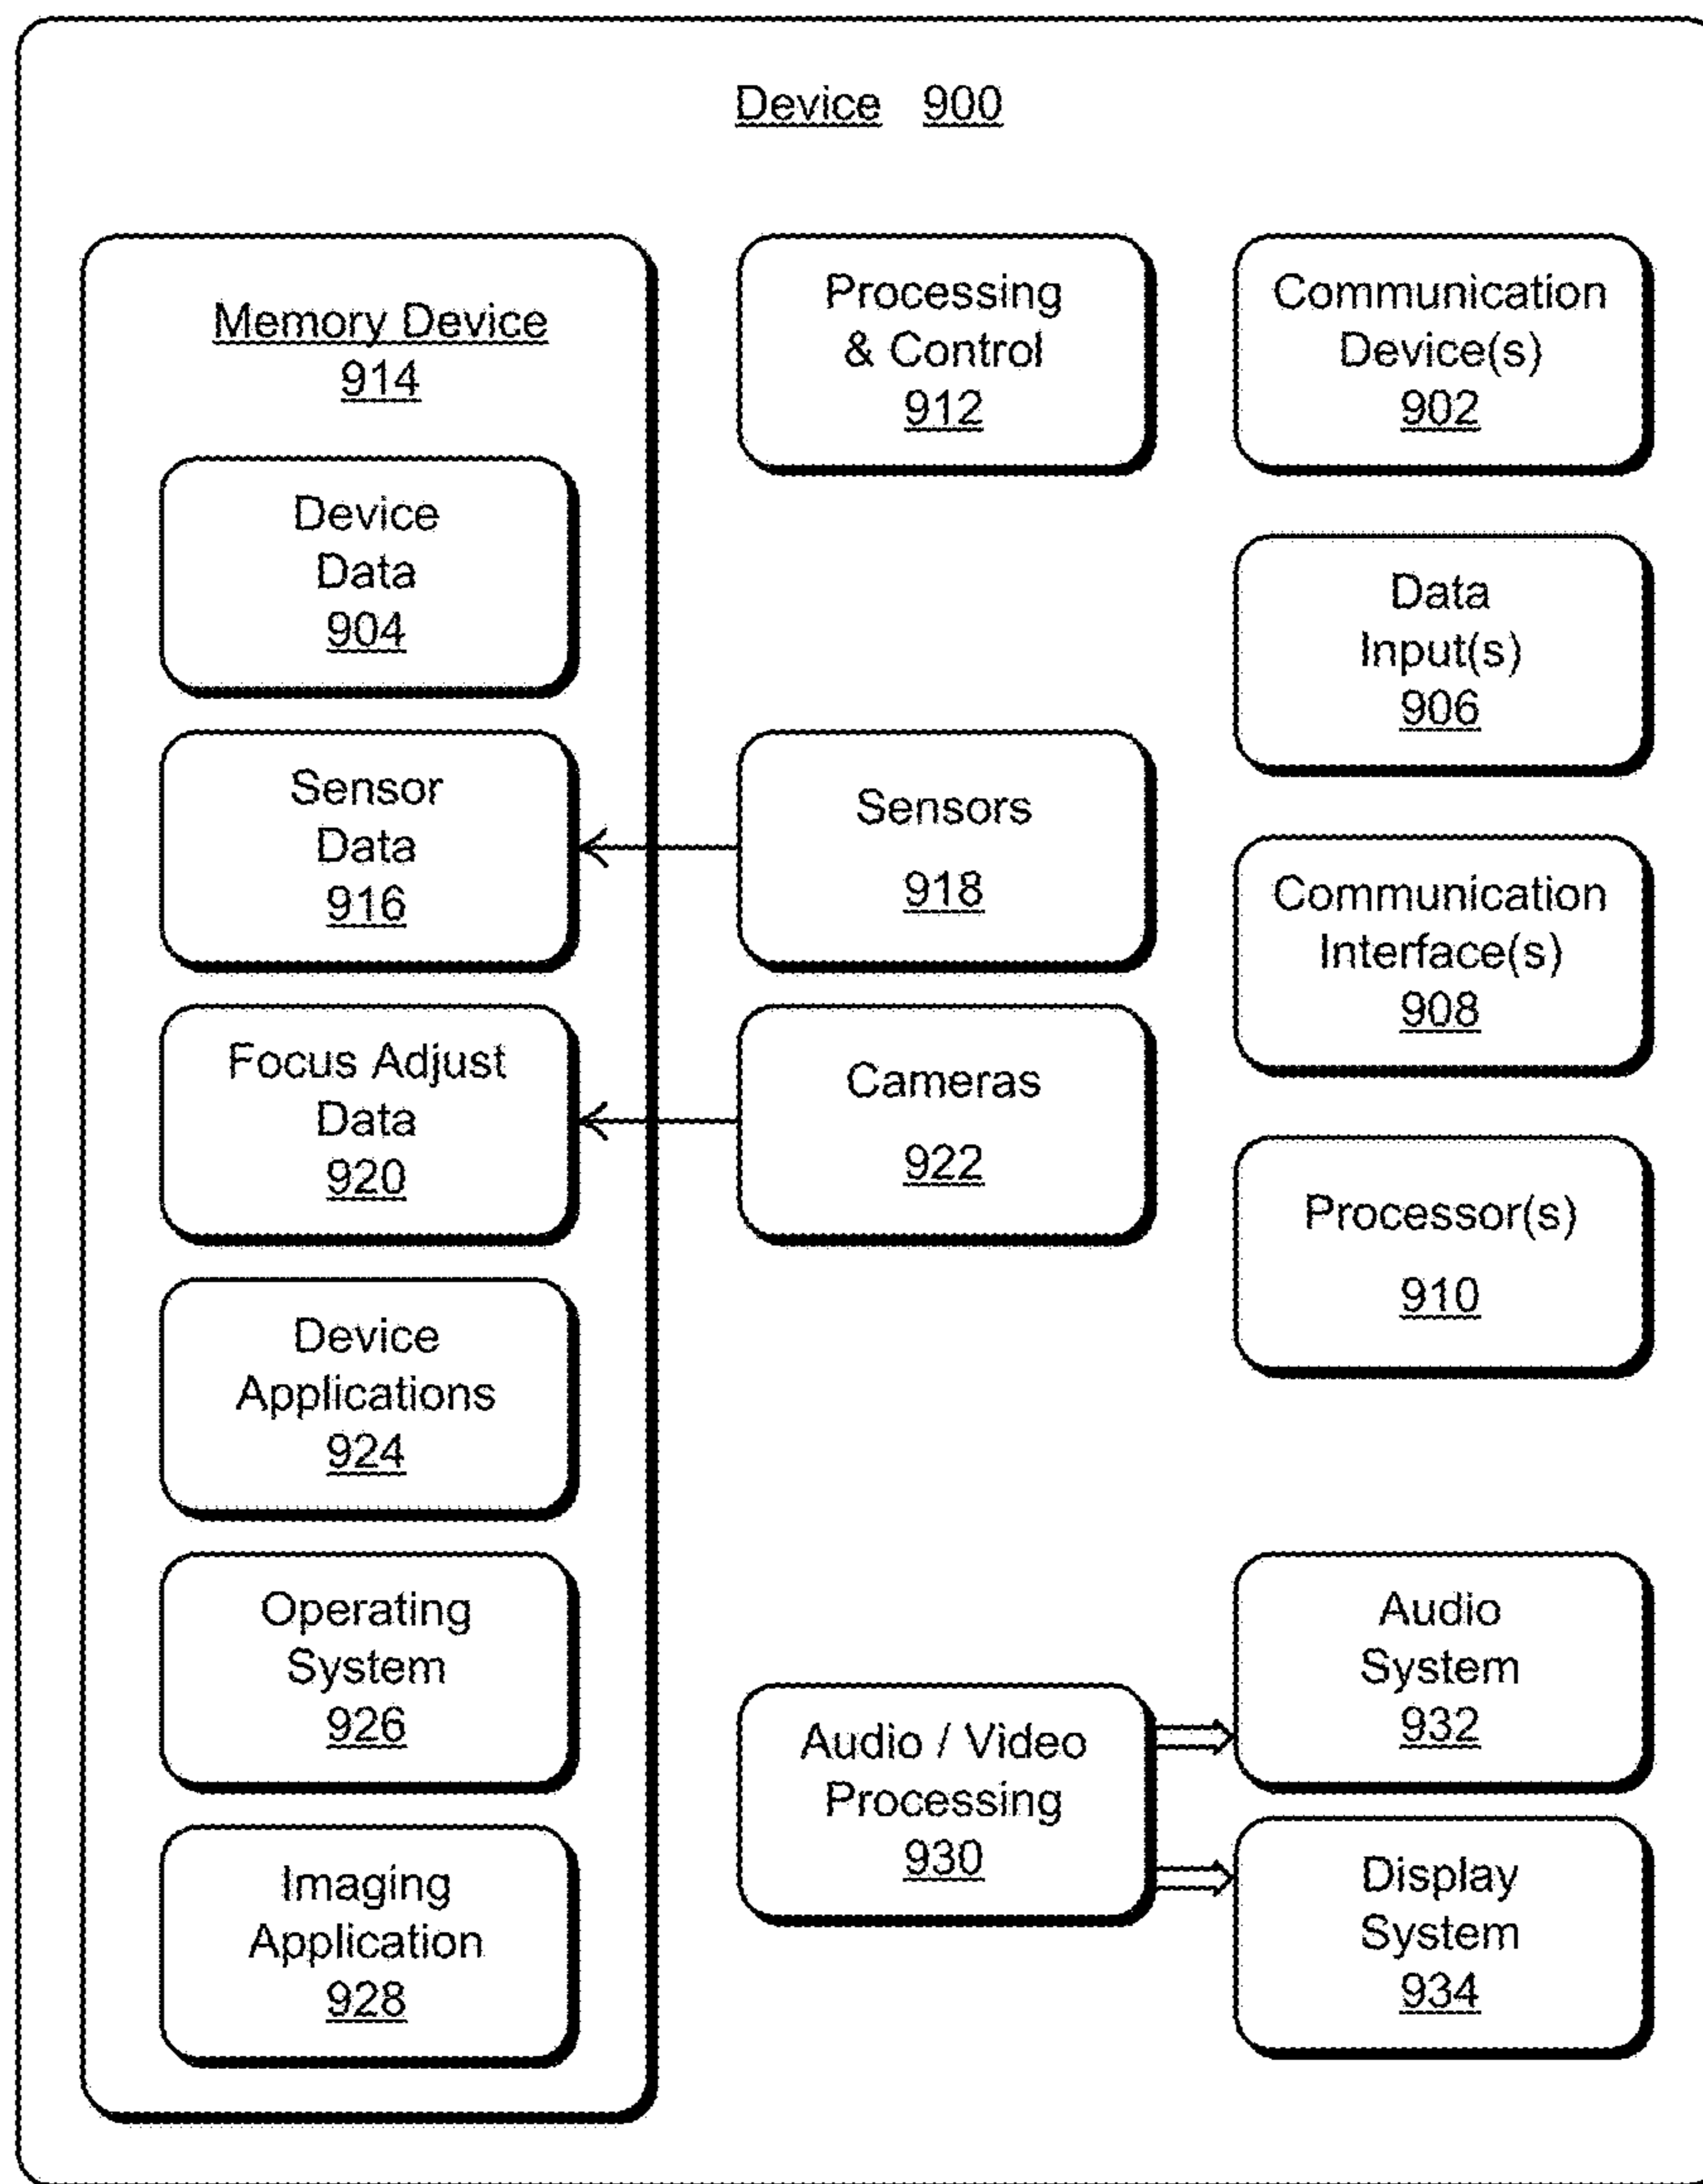 Device 900
Memory Device
914
Device
Data
904
Sensor
Data
916
Focus Adjust
Data
920
Device
Applications
924
Operating
System
926
Imaging
Application
928
Processing
& Control
912
Sensors
918
Cameras
922
Audio / Video
Processing
930
Communication
Device(s)
902
Data
Input(s)
906
Communication
Interface(s)
908
Processor(s)
910
Audio
System
932
Display
System
934